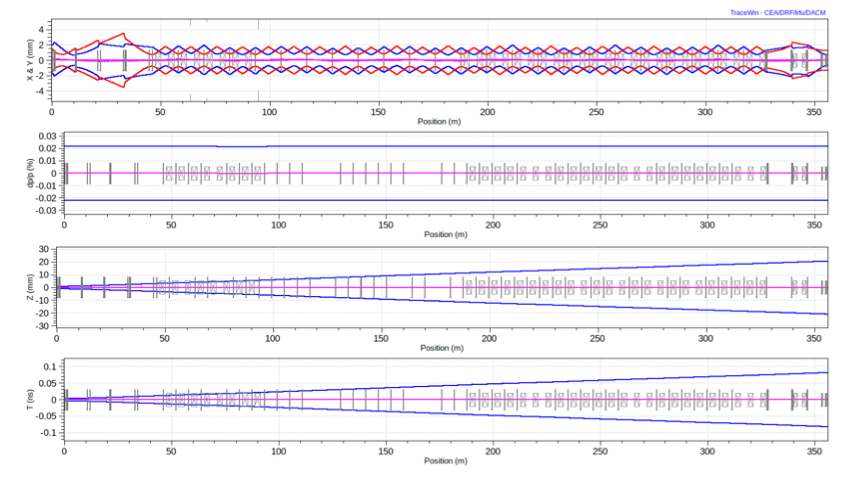 TraceWin - CEA/DRF/Irfu/DACM
X & Y (mm)
4
2
0
-2
-4
0 50 100 150 200 250 300 350
Position (m)
dp/p (%)
0.03
0.02
0.01
0
-0.01
-0.02
-0.03
0 50 100 150 200 250 300 350
Position (m)
Z (mm)
30
20
10
0
-10
-20
-30
0 50 100 150 200 250 300 350
Position (m)
T (ns)
0.1
0.05
0
-0.05
-0.1
0 50 100 150 200 250 300 350
Position (m)